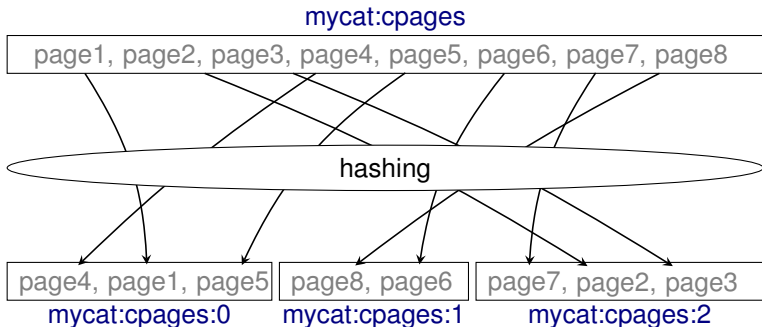 mycat:cpages
page1, page2, page3, page4, page5, page6, page7, page8
hashing
page4, page1, page5 page8, page6 page7, page2, page3
mycat:cpages:0 mycat:cpages:1 mycat:cpages:2